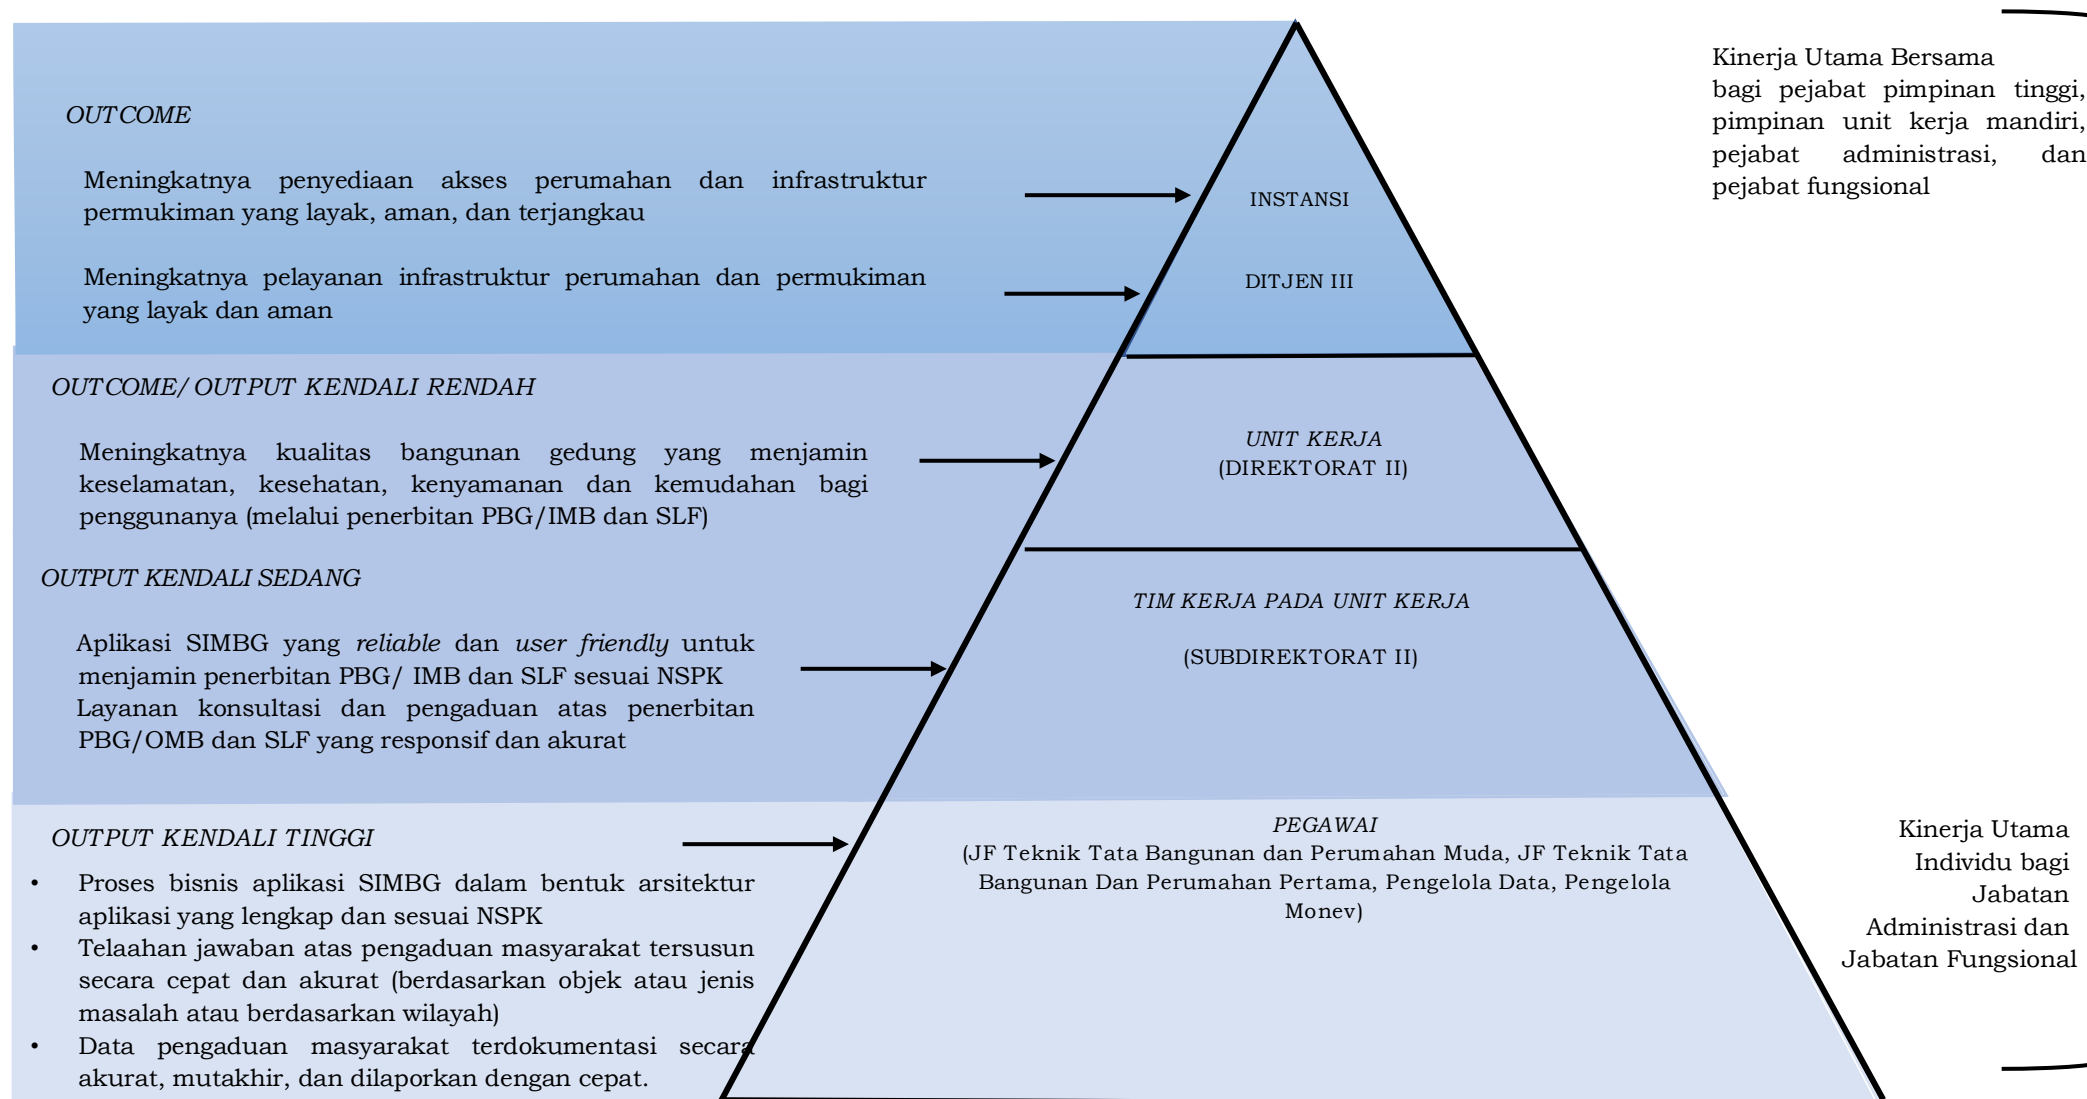 OUTCOME
Meningkatnya penyediaan akses perumahan dan infrastruktur
permukiman yang layak, aman, dan terjangkau
Meningkatnya pelayanan infrastruktur perumahan dan permukiman
yang layak dan aman
INSTANSI
DITJEN III
Kinerja Utama Bersama
bagi pejabat pimpinan tinggi,
pimpinan unit kerja mandiri,
pejabat administrasi, dan
pejabat fungsional
OUTCOME/ OUTPUT KENDALI RENDAH
Meningkatnya kualitas bangunan gedung yang menjamin
keselamatan, kesehatan, kenyamanan dan kemudahan bagi
penggunanya (melalui penerbitan PBG/IMB dan SLF)
UNIT KERJA
(DIREKTORAT II)
OUTPUT KENDALI SEDANG
Aplikasi SIMBG yang reliable dan user friendly untuk
menjamin penerbitan PBG/ IMB dan SLF sesuai NSPK
Layanan konsultasi dan pengaduan atas penerbitan
PBG/OMB dan SLF yang responsif dan akurat
TIM KERJA PADA UNIT KERJA
(SUBDIREKTORAT II)
OUTPUT KENDALI TINGGI
• Proses bisnis aplikasi SIMBG dalam bentuk arsitektur
aplikasi yang lengkap dan sesuai NSPK
• Telaahan jawaban atas pengaduan masyarakat tersusun
secara cepat dan akurat (berdasarkan objek atau jenis
masalah atau berdasarkan wilayah)
• Data pengaduan masyarakat terdokumentasi secara
akurat, mutakhir, dan dilaporkan dengan cepat.
PEGAWAI
(JF Teknik Tata Bangunan dan Perumahan Muda, JF Teknik Tata
Bangunan Dan Perumahan Pertama, Pengelola Data, Pengelola
Monev)
Kinerja Utama
Individu bagi
Jabatan
Administrasi dan
Jabatan Fungsional